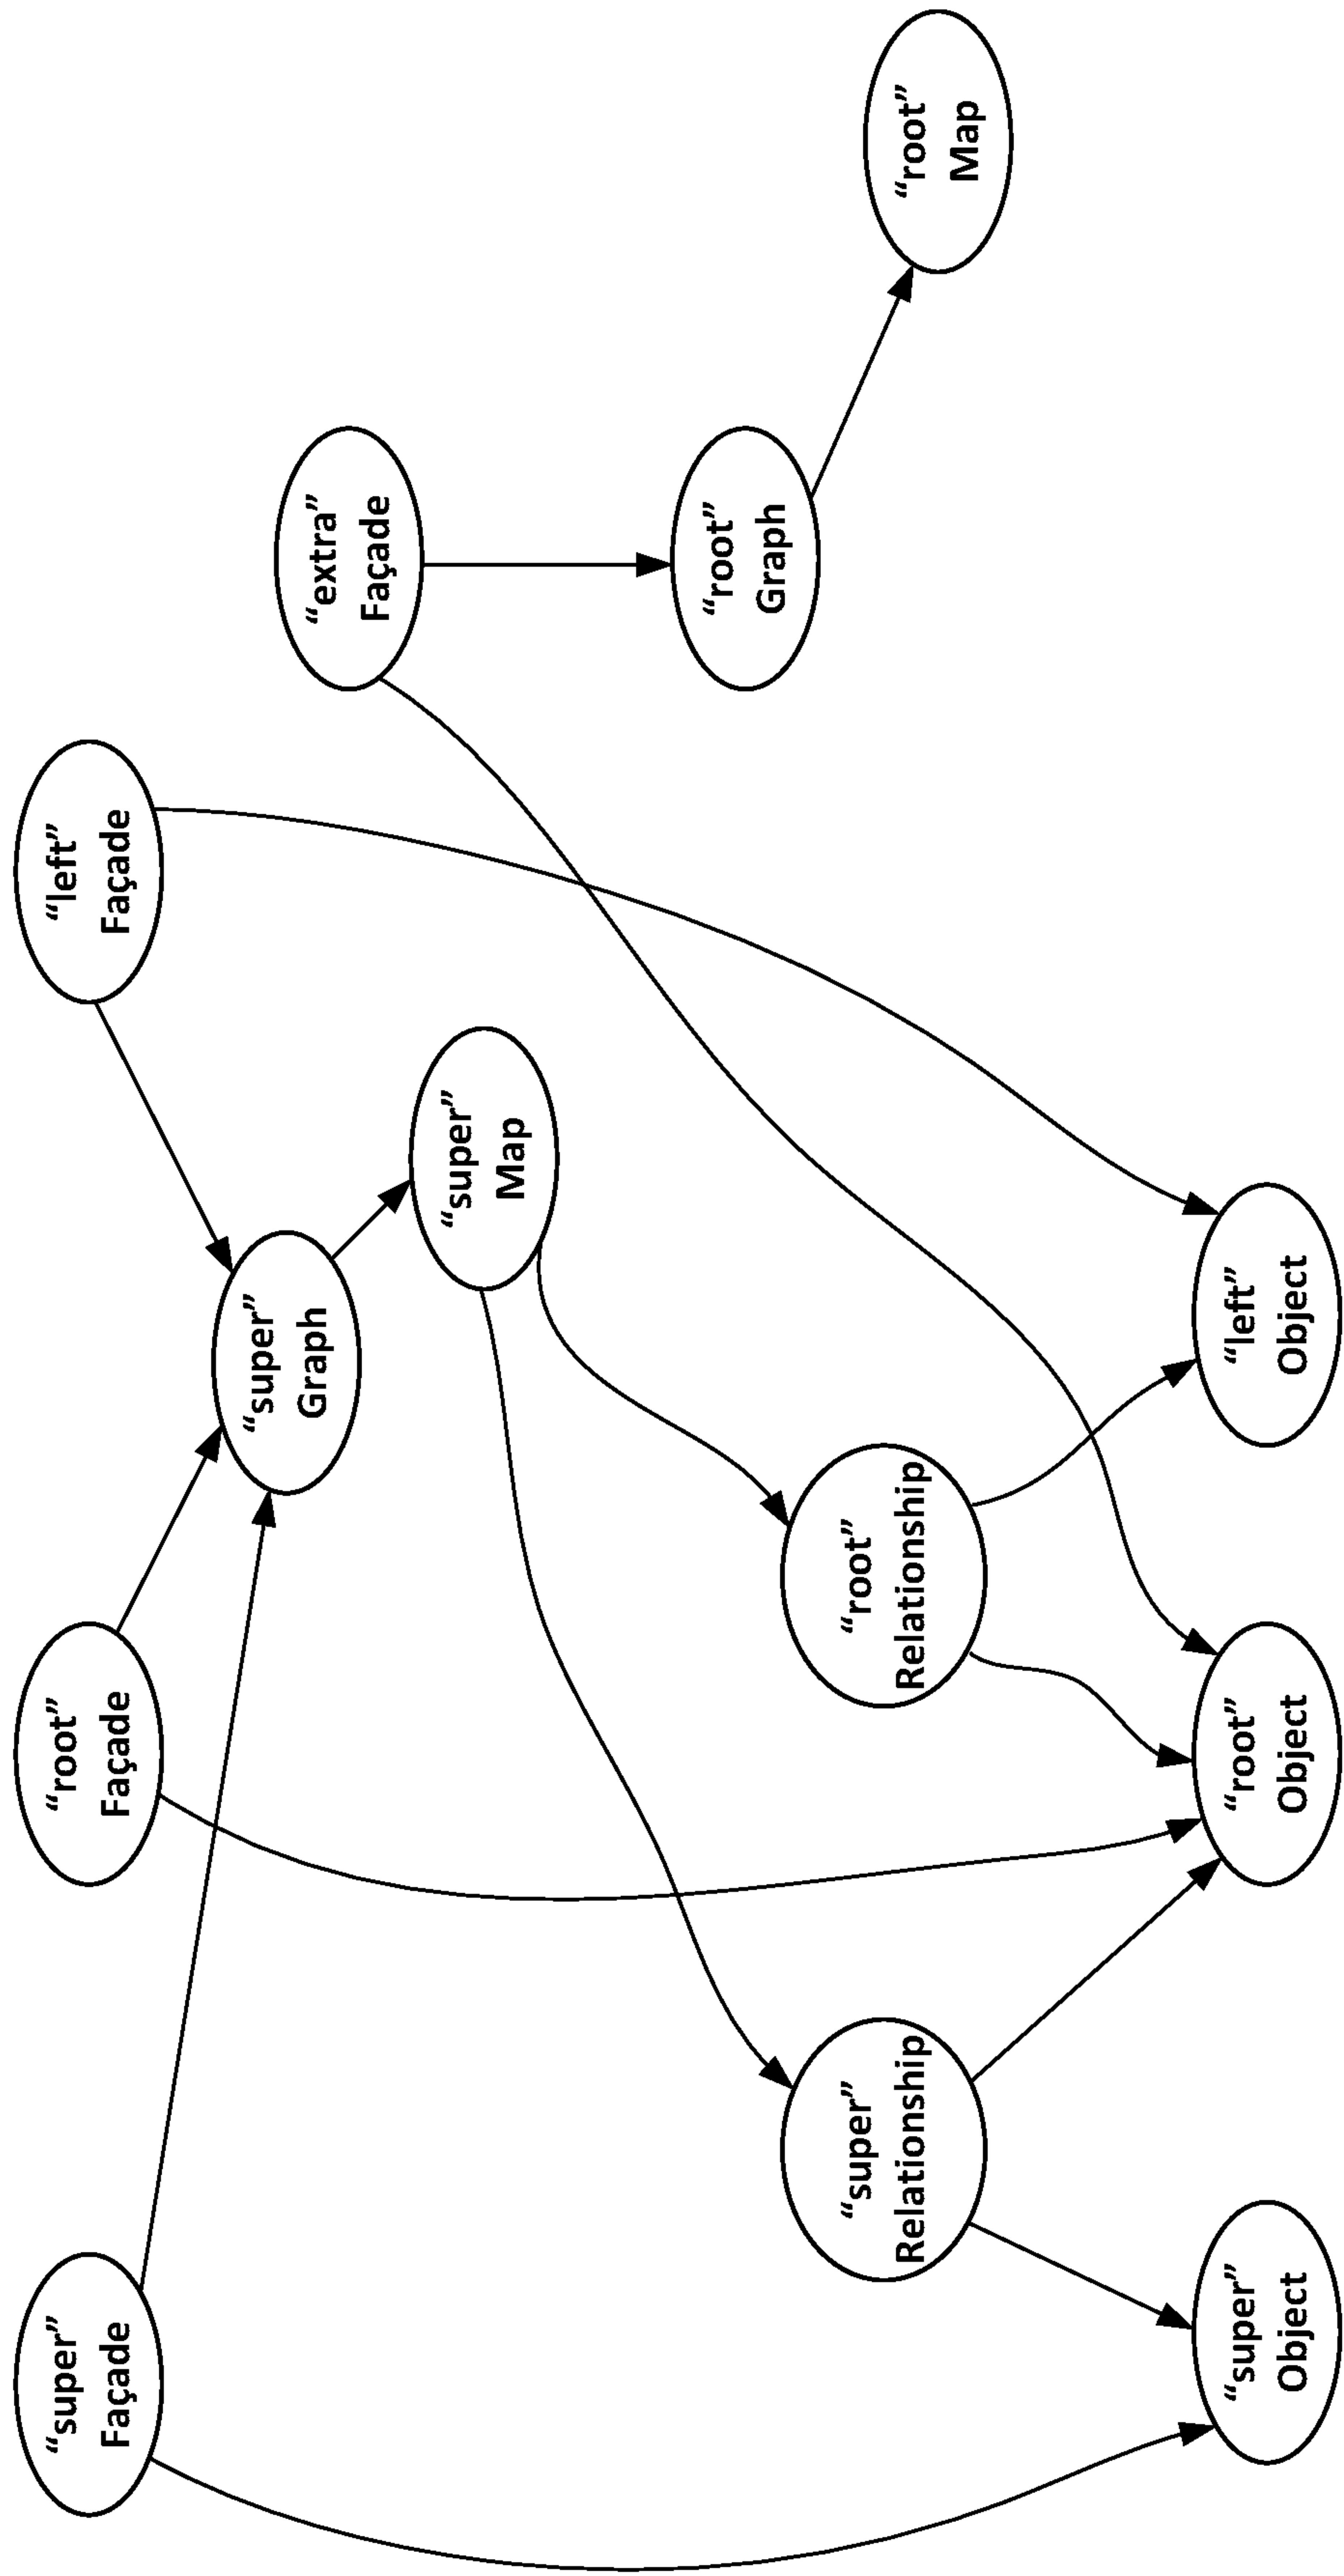 “super”
Façade
“root”
Façade
“left”
Façade
“super”
Graph
“extra”
Façade
“super”
Map
“root”
Graph
“super”
Relationship
“root”
Relationship
“root”
Map
“super”
Object
“root”
Object
“left”
Object